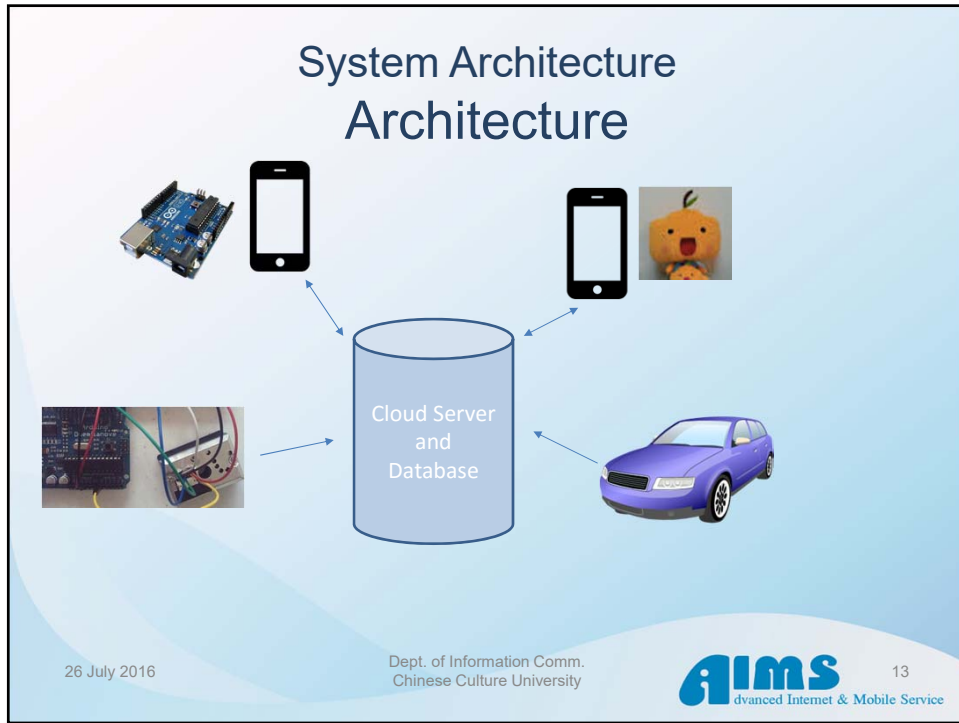 System Architecture
Architecture
Cloud Server
and
Database
26 July 2016
Dept. of Information Comm.
Chinese Culture University
AIMS
dvanced Internet & Mobile Service
13